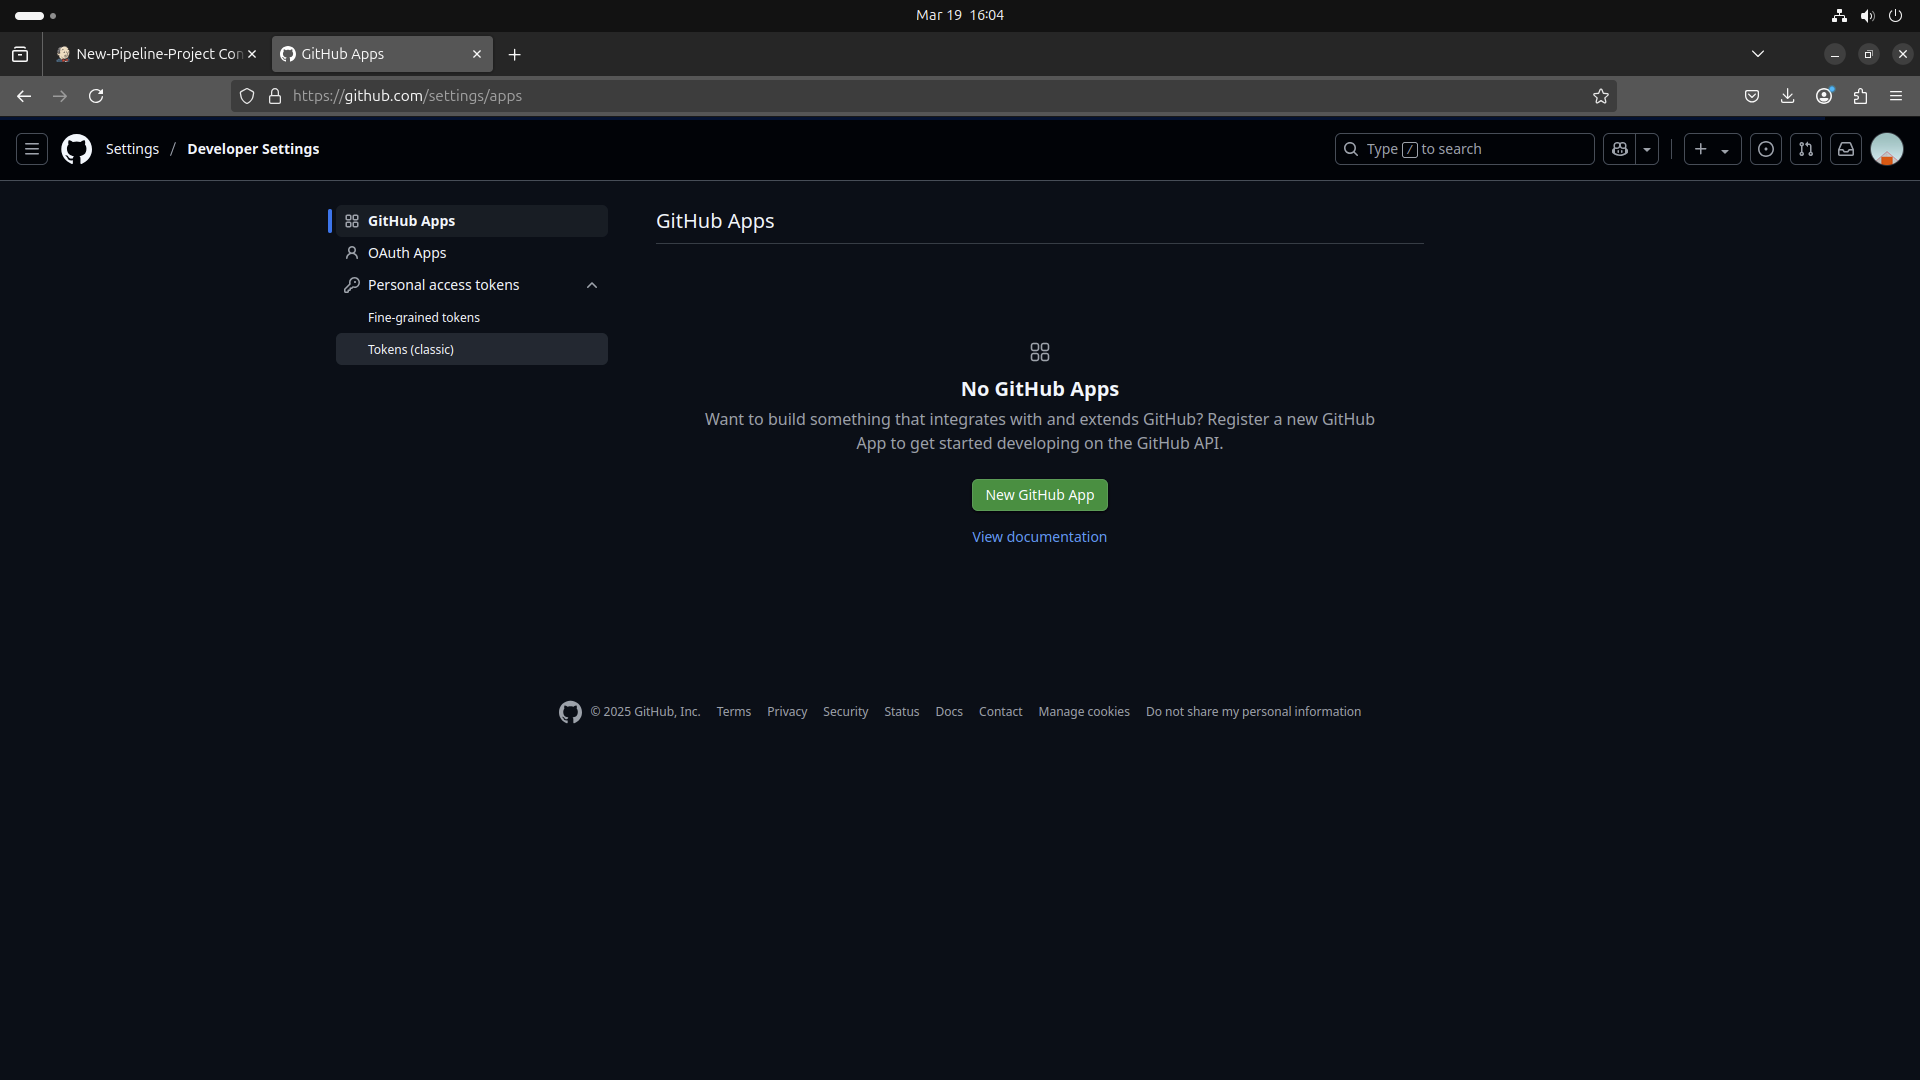 Mar 19 16:04
New-Pipeline-Project Con
GitHub Apps
https://github.com/settings/apps
Settings / Developer Settings
Type / to search
GitHub Apps
OAuth Apps
Personal access tokens
Fine-grained tokens
Tokens (classic)
GitHub Apps
No GitHub Apps
Want to build something that integrates with and extends GitHub? Register a new GitHub
App to get started developing on the GitHub API.
New GitHub App
View documentation
© 2025 GitHub, Inc. Terms Privacy Security Status Docs Contact Manage cookies Do not share my personal information